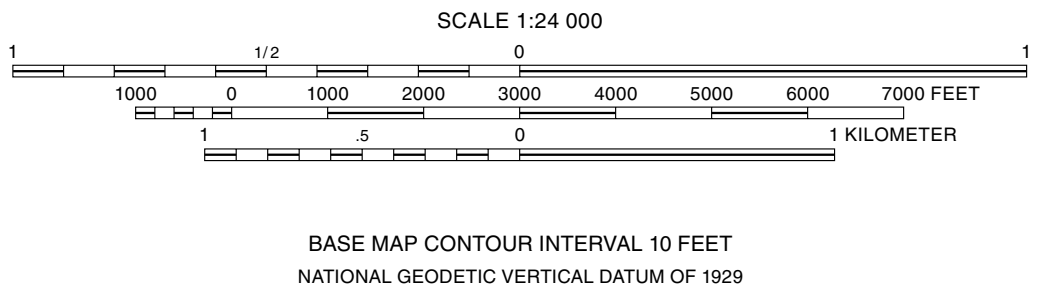 SCALE 1:24 000
1 1/2 0 1
1000 0 1000 2000 3000 4000 5000 6000 7000 FEET
1 .5 0 1 KILOMETER
BASE MAP CONTOUR INTERVAL 10 FEET
NATIONAL GEODETIC VERTICAL DATUM OF 1929